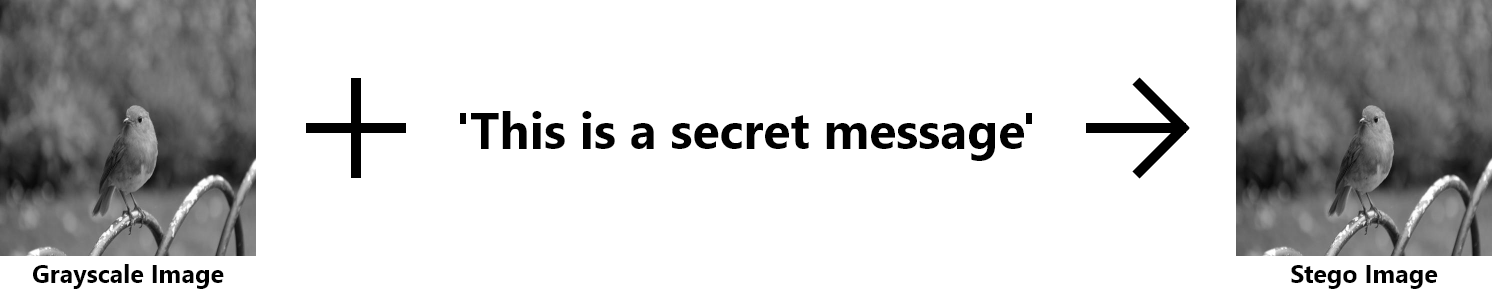 'This is a secret message'
Grayscale Image
Stego Image